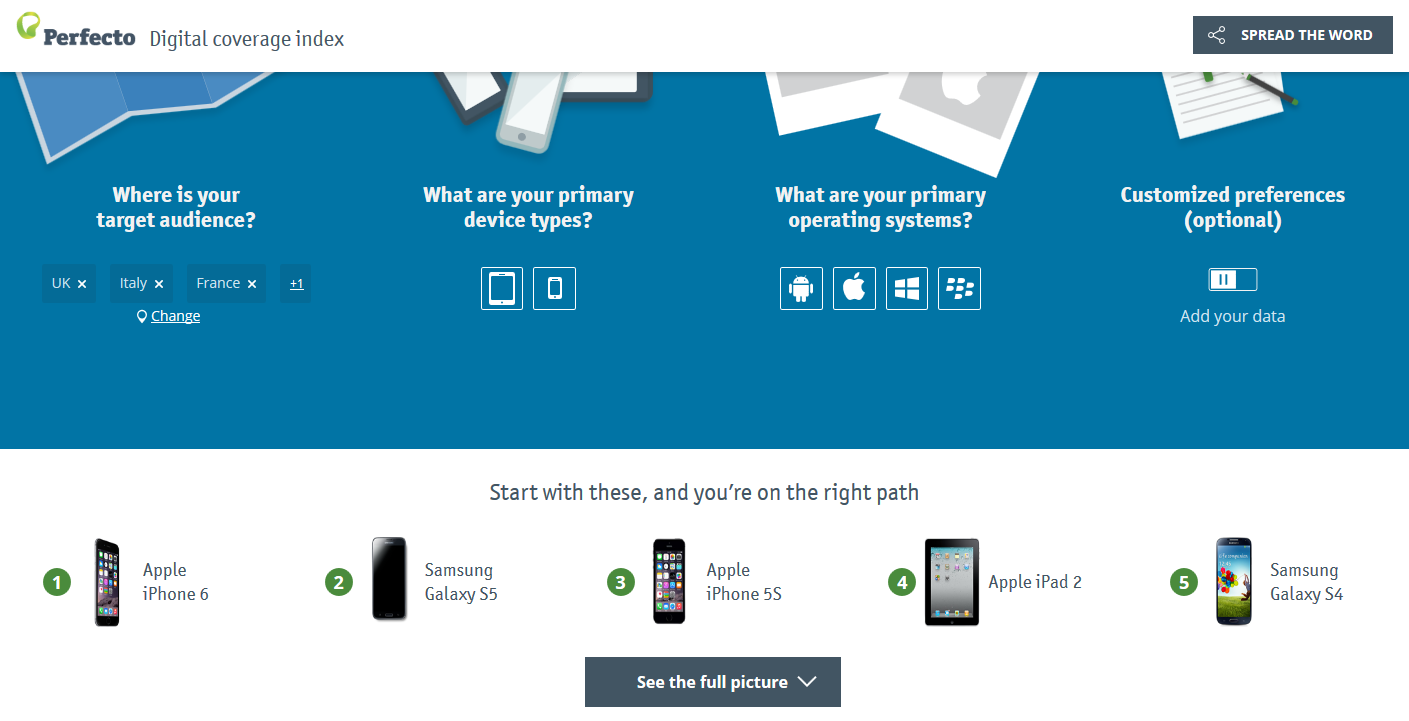 Perfecto Digital coverage index
SPREAD THE WORD
Where is your
target audience?
UK × Italy × France × +1
Change
What are your primary
device types?
What are your primary
operating systems?
Customized preferences
(optional)
Add your data
Start with these, and you're on the right path
1 Apple
iPhone 6
2 Samsung
Galaxy S5
3 Apple
iPhone 5S
4 Apple iPad 2
5 Samsung
Galaxy S4
See the full picture